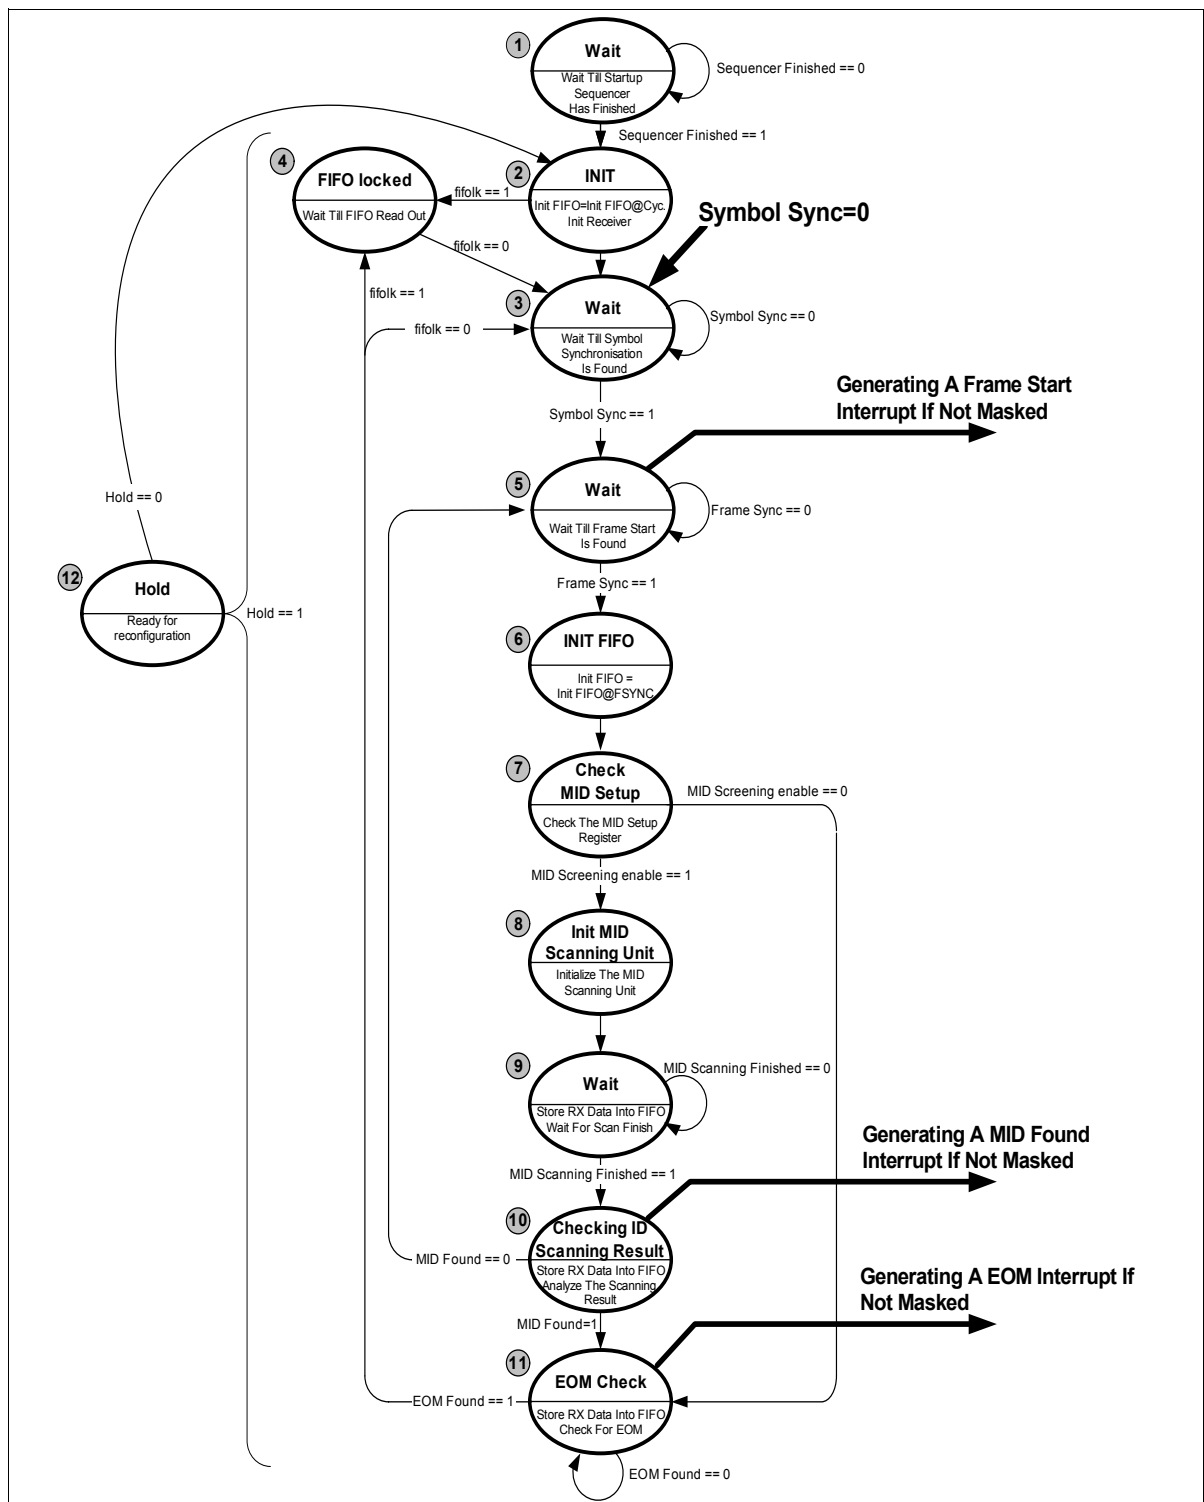 1
Wait
Wait Till Startup
Sequencer
Has Finished
Sequencer Finished == 0
Sequencer Finished == 1
4
FIFO locked
Wait Till FIFO Read Out
2
INIT
Init FIFO=Init FIFO@Cyc.
Init Receiver
fifolk == 1
Symbol Sync=0
fifolk == 0
fifolk == 1
3
Wait
Wait Till Symbol
Synchronisation
Is Found
Symbol Sync == 0
fifolk == 0
Symbol Sync == 1
Generating A Frame Start
Interrupt If Not Masked
5
Wait
Wait Till Frame Start
Is Found
Frame Sync == 0
Hold == 0
Frame Sync == 1
12
Hold
Ready for
reconfiguration
Hold == 1
6
INIT FIFO
Init FIFO =
Init FIFO@FSYNC
7
Check
MID Setup
Check The MID Setup
Register
MID Screening enable == 0
MID Screening enable == 1
8
Init MID
Scanning Unit
Initialize The MID
Scanning Unit
9
Wait
Store RX Data Into FIFO
Wait For Scan Finish
MID Scanning Finished == 0
MID Scanning Finished == 1
Generating A MID Found
Interrupt If Not Masked
10
Checking ID
Scanning Result
Store RX Data Into FIFO
Analyze The Scanning
Result
MID Found == 0
MID Found=1
Generating A EOM Interrupt If
Not Masked
11
EOM Check
Store RX Data Into FIFO
Check For EOM
EOM Found == 1
EOM Found == 0